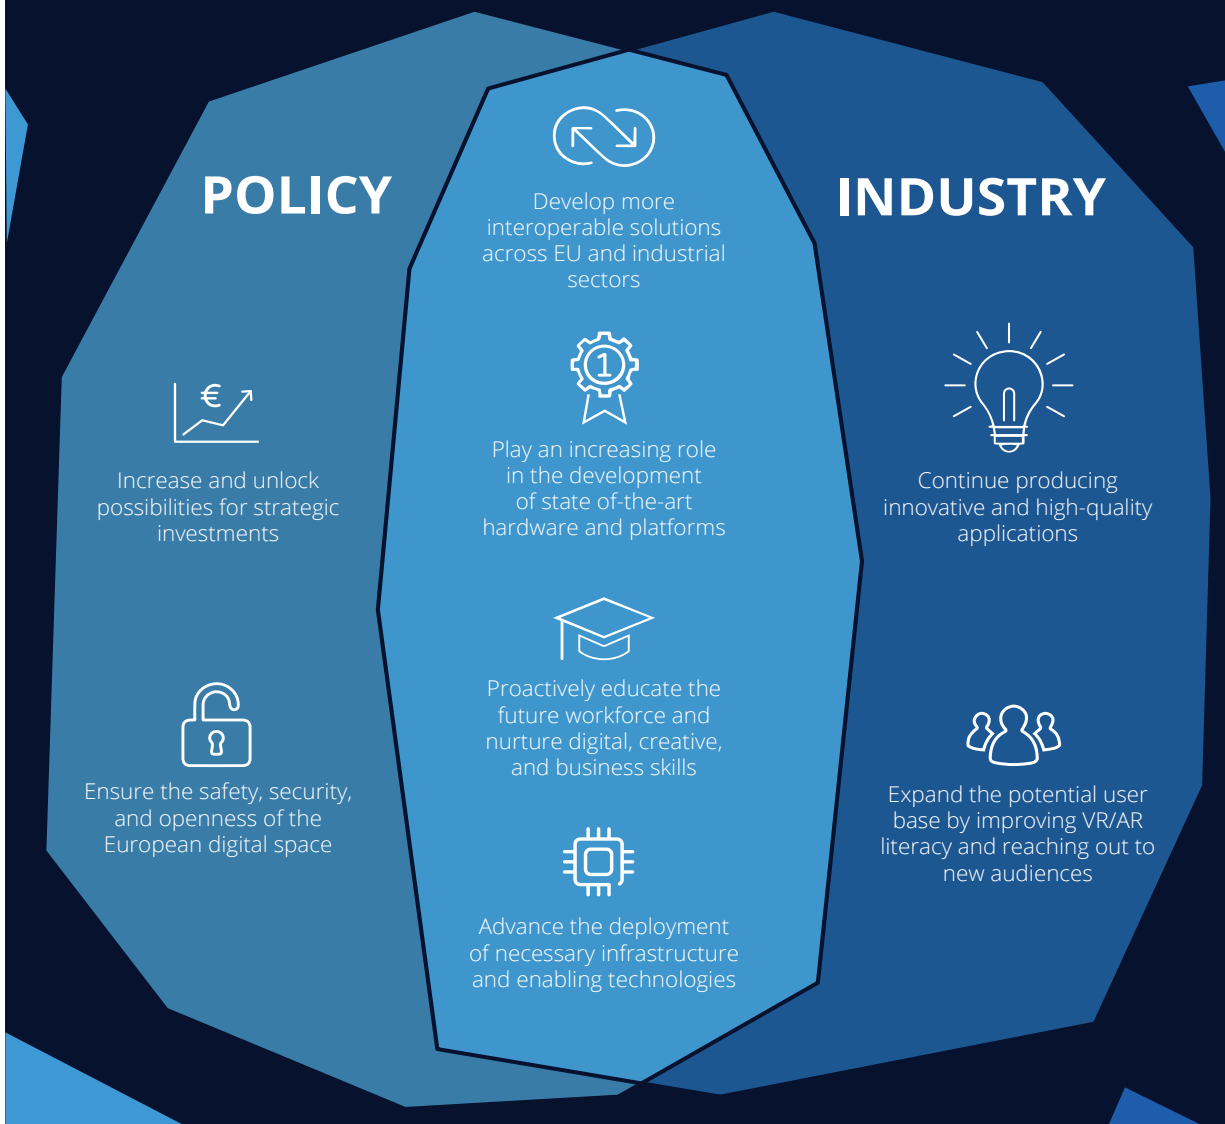 POLICY
Increase and unlock
possibilities for strategic
investments
Ensure the safety, security,
and openness of the
European digital space
Develop more
interoperable solutions
across EU and industrial
sectors
1
Play an increasing role
in the development
of state of-the-art
hardware and platforms
Proactively educate the
future workforce and
nurture digital, creative,
and business skills
Advance the deployment
of necessary infrastructure
and enabling technologies
INDUSTRY
Continue producing
innovative and high-quality
applications
Expand the potential user
base by improving VR/AR
literacy and reaching out to
new audiences
€